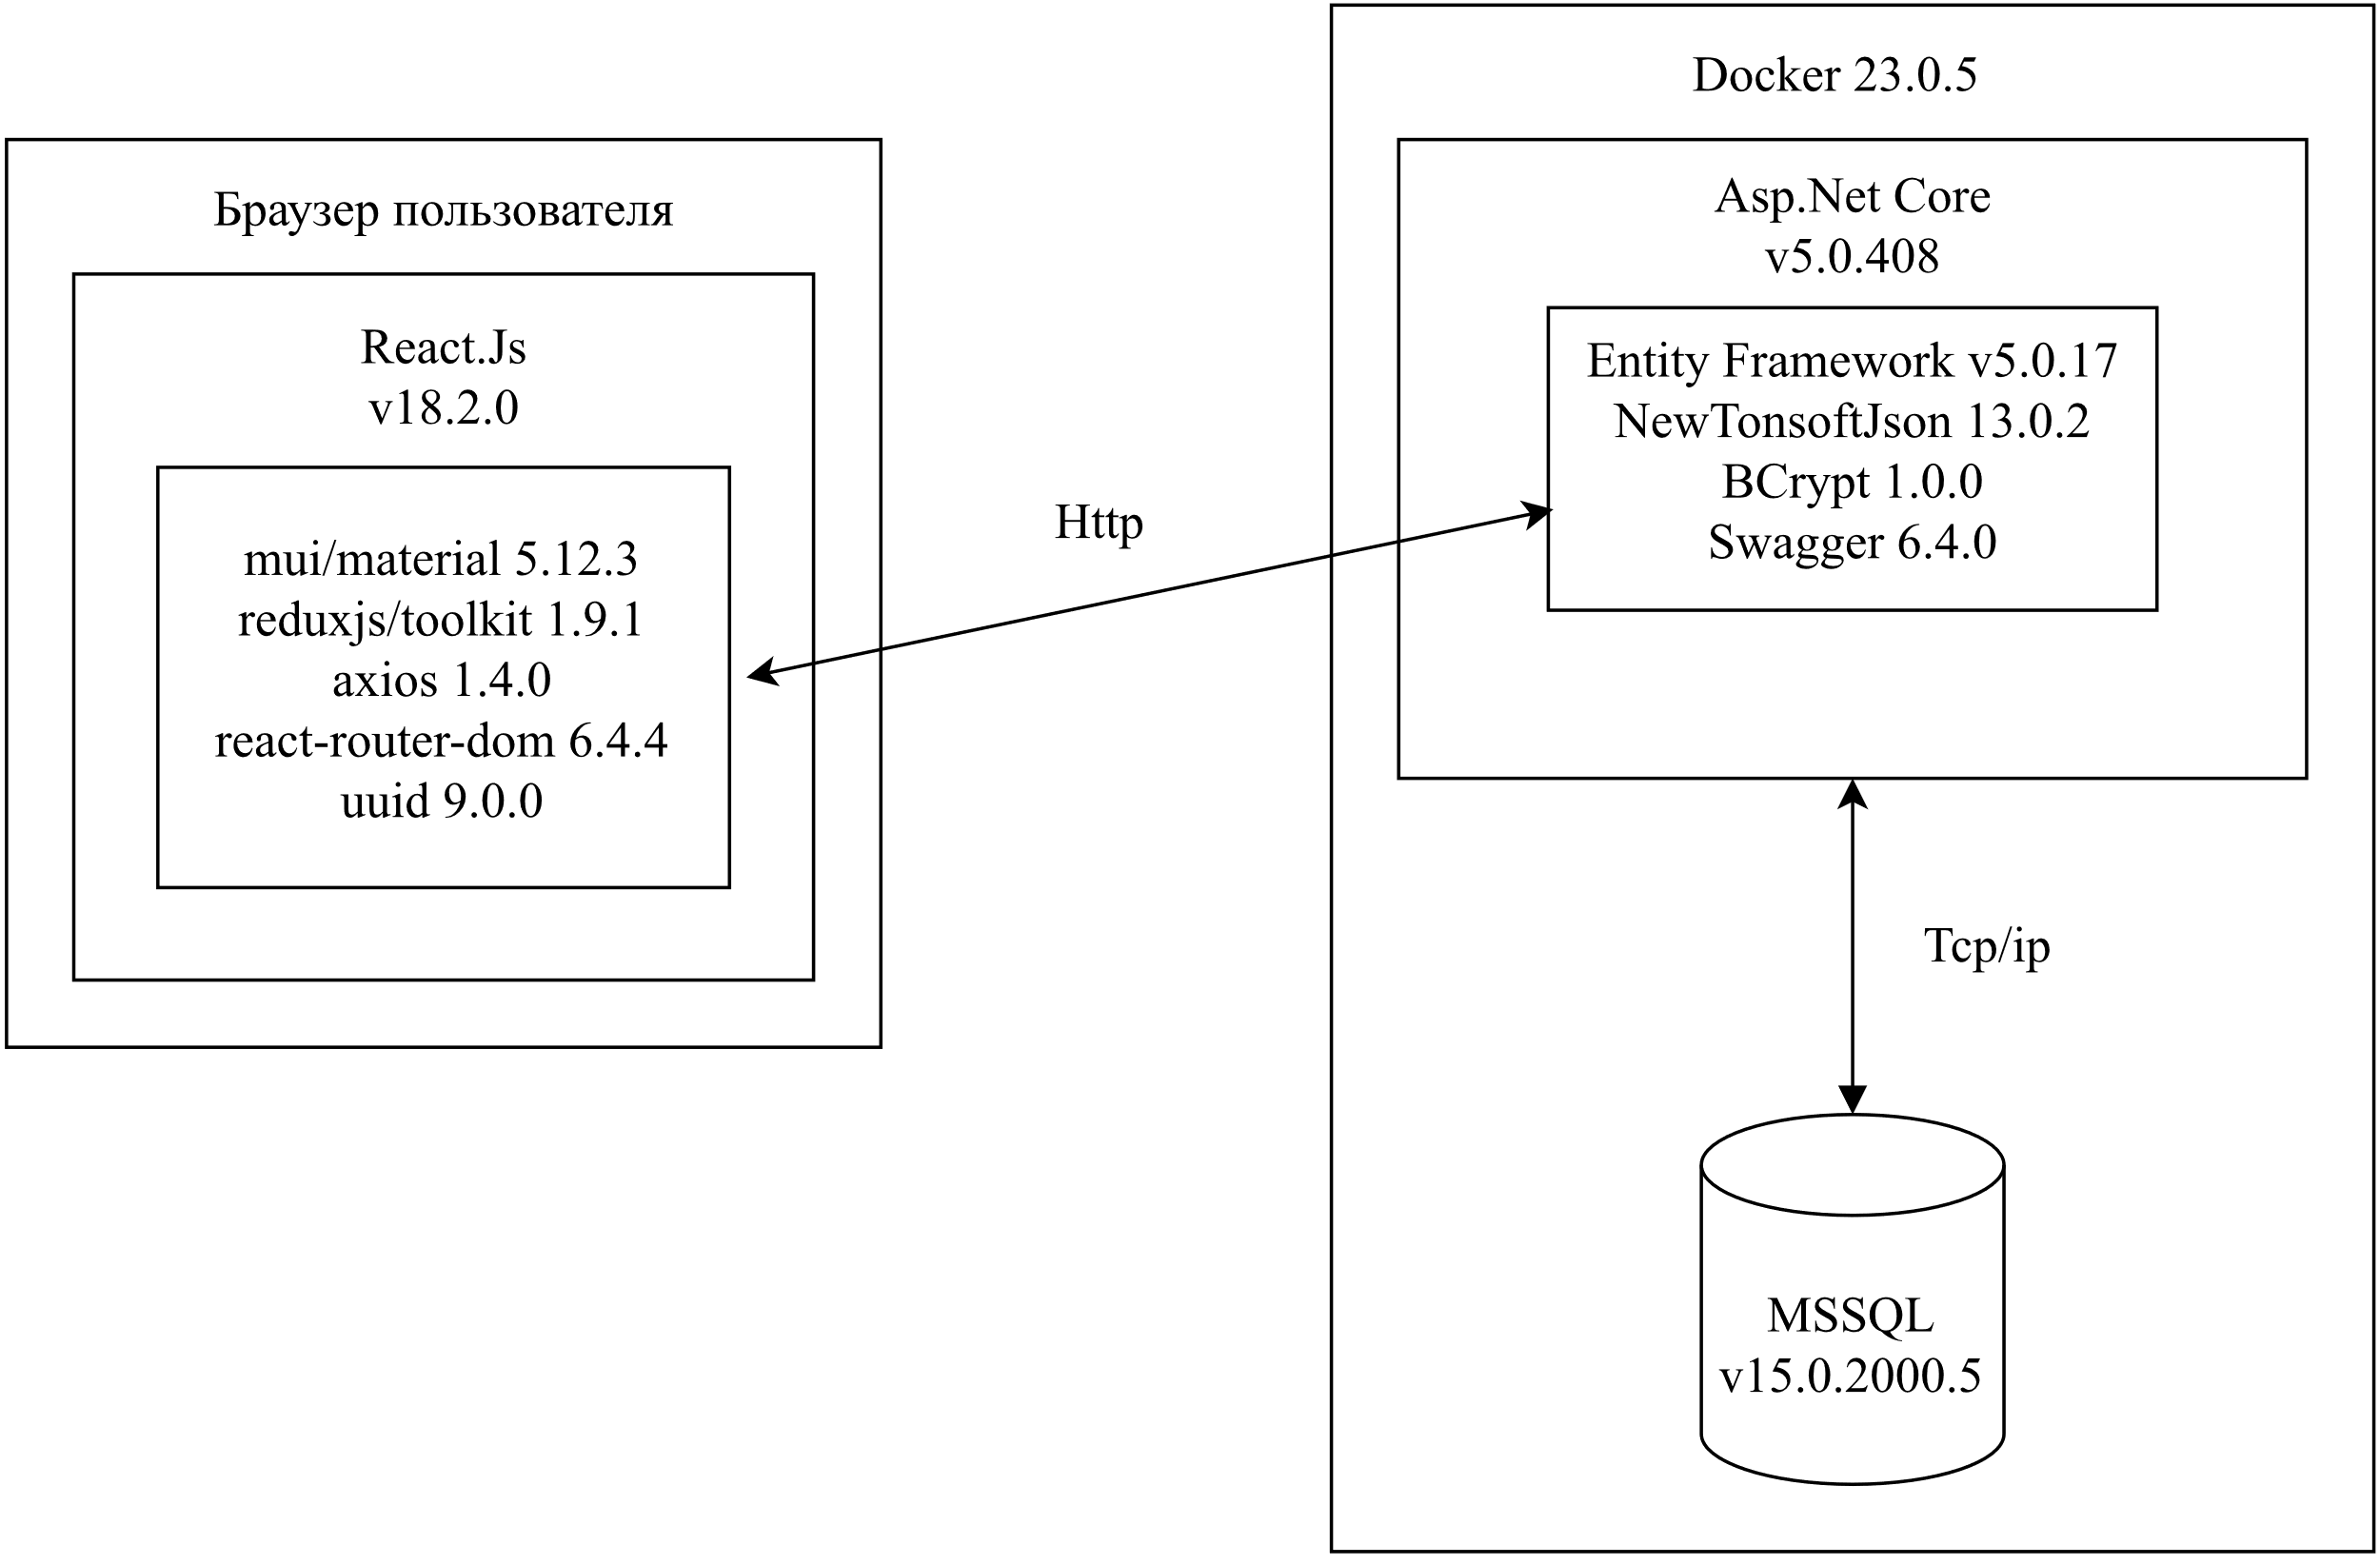 Браузер пользователя
React.Js
v18.2.0
mui/material 5.12.3
reduxjs/toolkit 1.9.1
axios 1.4.0
react-router-dom 6.4.4
uuid 9.0.0
Http
Docker 23.0.5
Asp.Net Core
v5.0.408
Entity Framework v5.0.17
NewTonsoftJson 13.0.2
BCrypt 1.0.0
Swagger 6.4.0
Tcp/ip
MSSQL
v15.0.2000.5